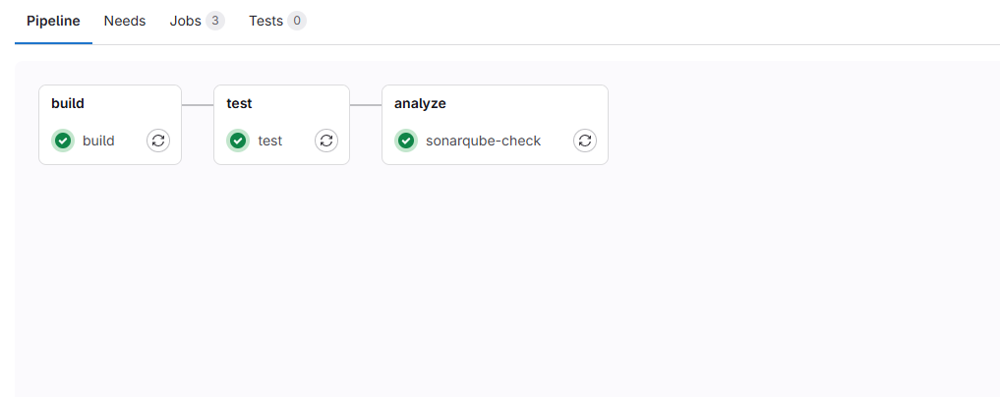 Pipeline Needs Jobs 3 Tests 0
build test analyze
build test sonarqube-check